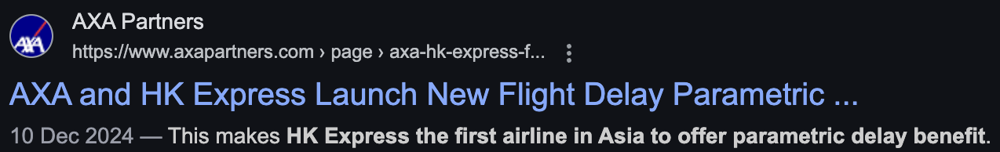 AXA
AXA Partners
https://www.axapartners.com › page › axa-hk-express-f...
AXA and HK Express Launch New Flight Delay Parametric ...
10 Dec 2024 — This makes HK Express the first airline in Asia to offer parametric delay benefit.